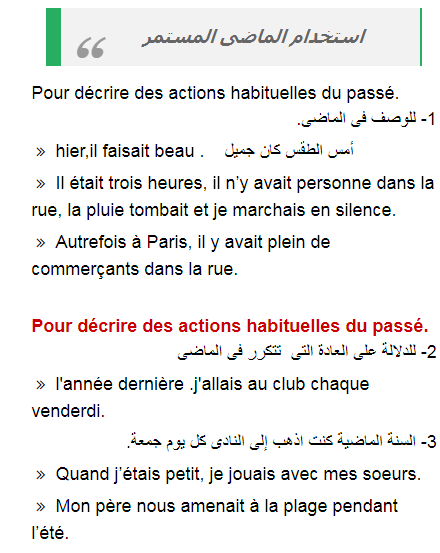 استخدام الماضى المستمر
Pour décrire des actions habituelles du passé.
1- للوصف فى الماضى.
» hier,il faisait beau . أمس الطقس كان جميل
» Il était trois heures, il n’y avait personne dans la
rue, la pluie tombait et je marchais en silence.
» Autrefois à Paris, il y avait plein de
commerçants dans la rue.
Pour décrire des actions habituelles du passé.
2- للدلالة على العادة التى تتكرر فى الماضى
» l'année dernière .j'allais au club chaque
venderdi.
3- السنة الماضية كنت اذهب إلى النادى كل يوم جمعة.
» Quand j’étais petit, je jouais avec mes soeurs.
» Mon père nous amenait à la plage pendant
l’été.